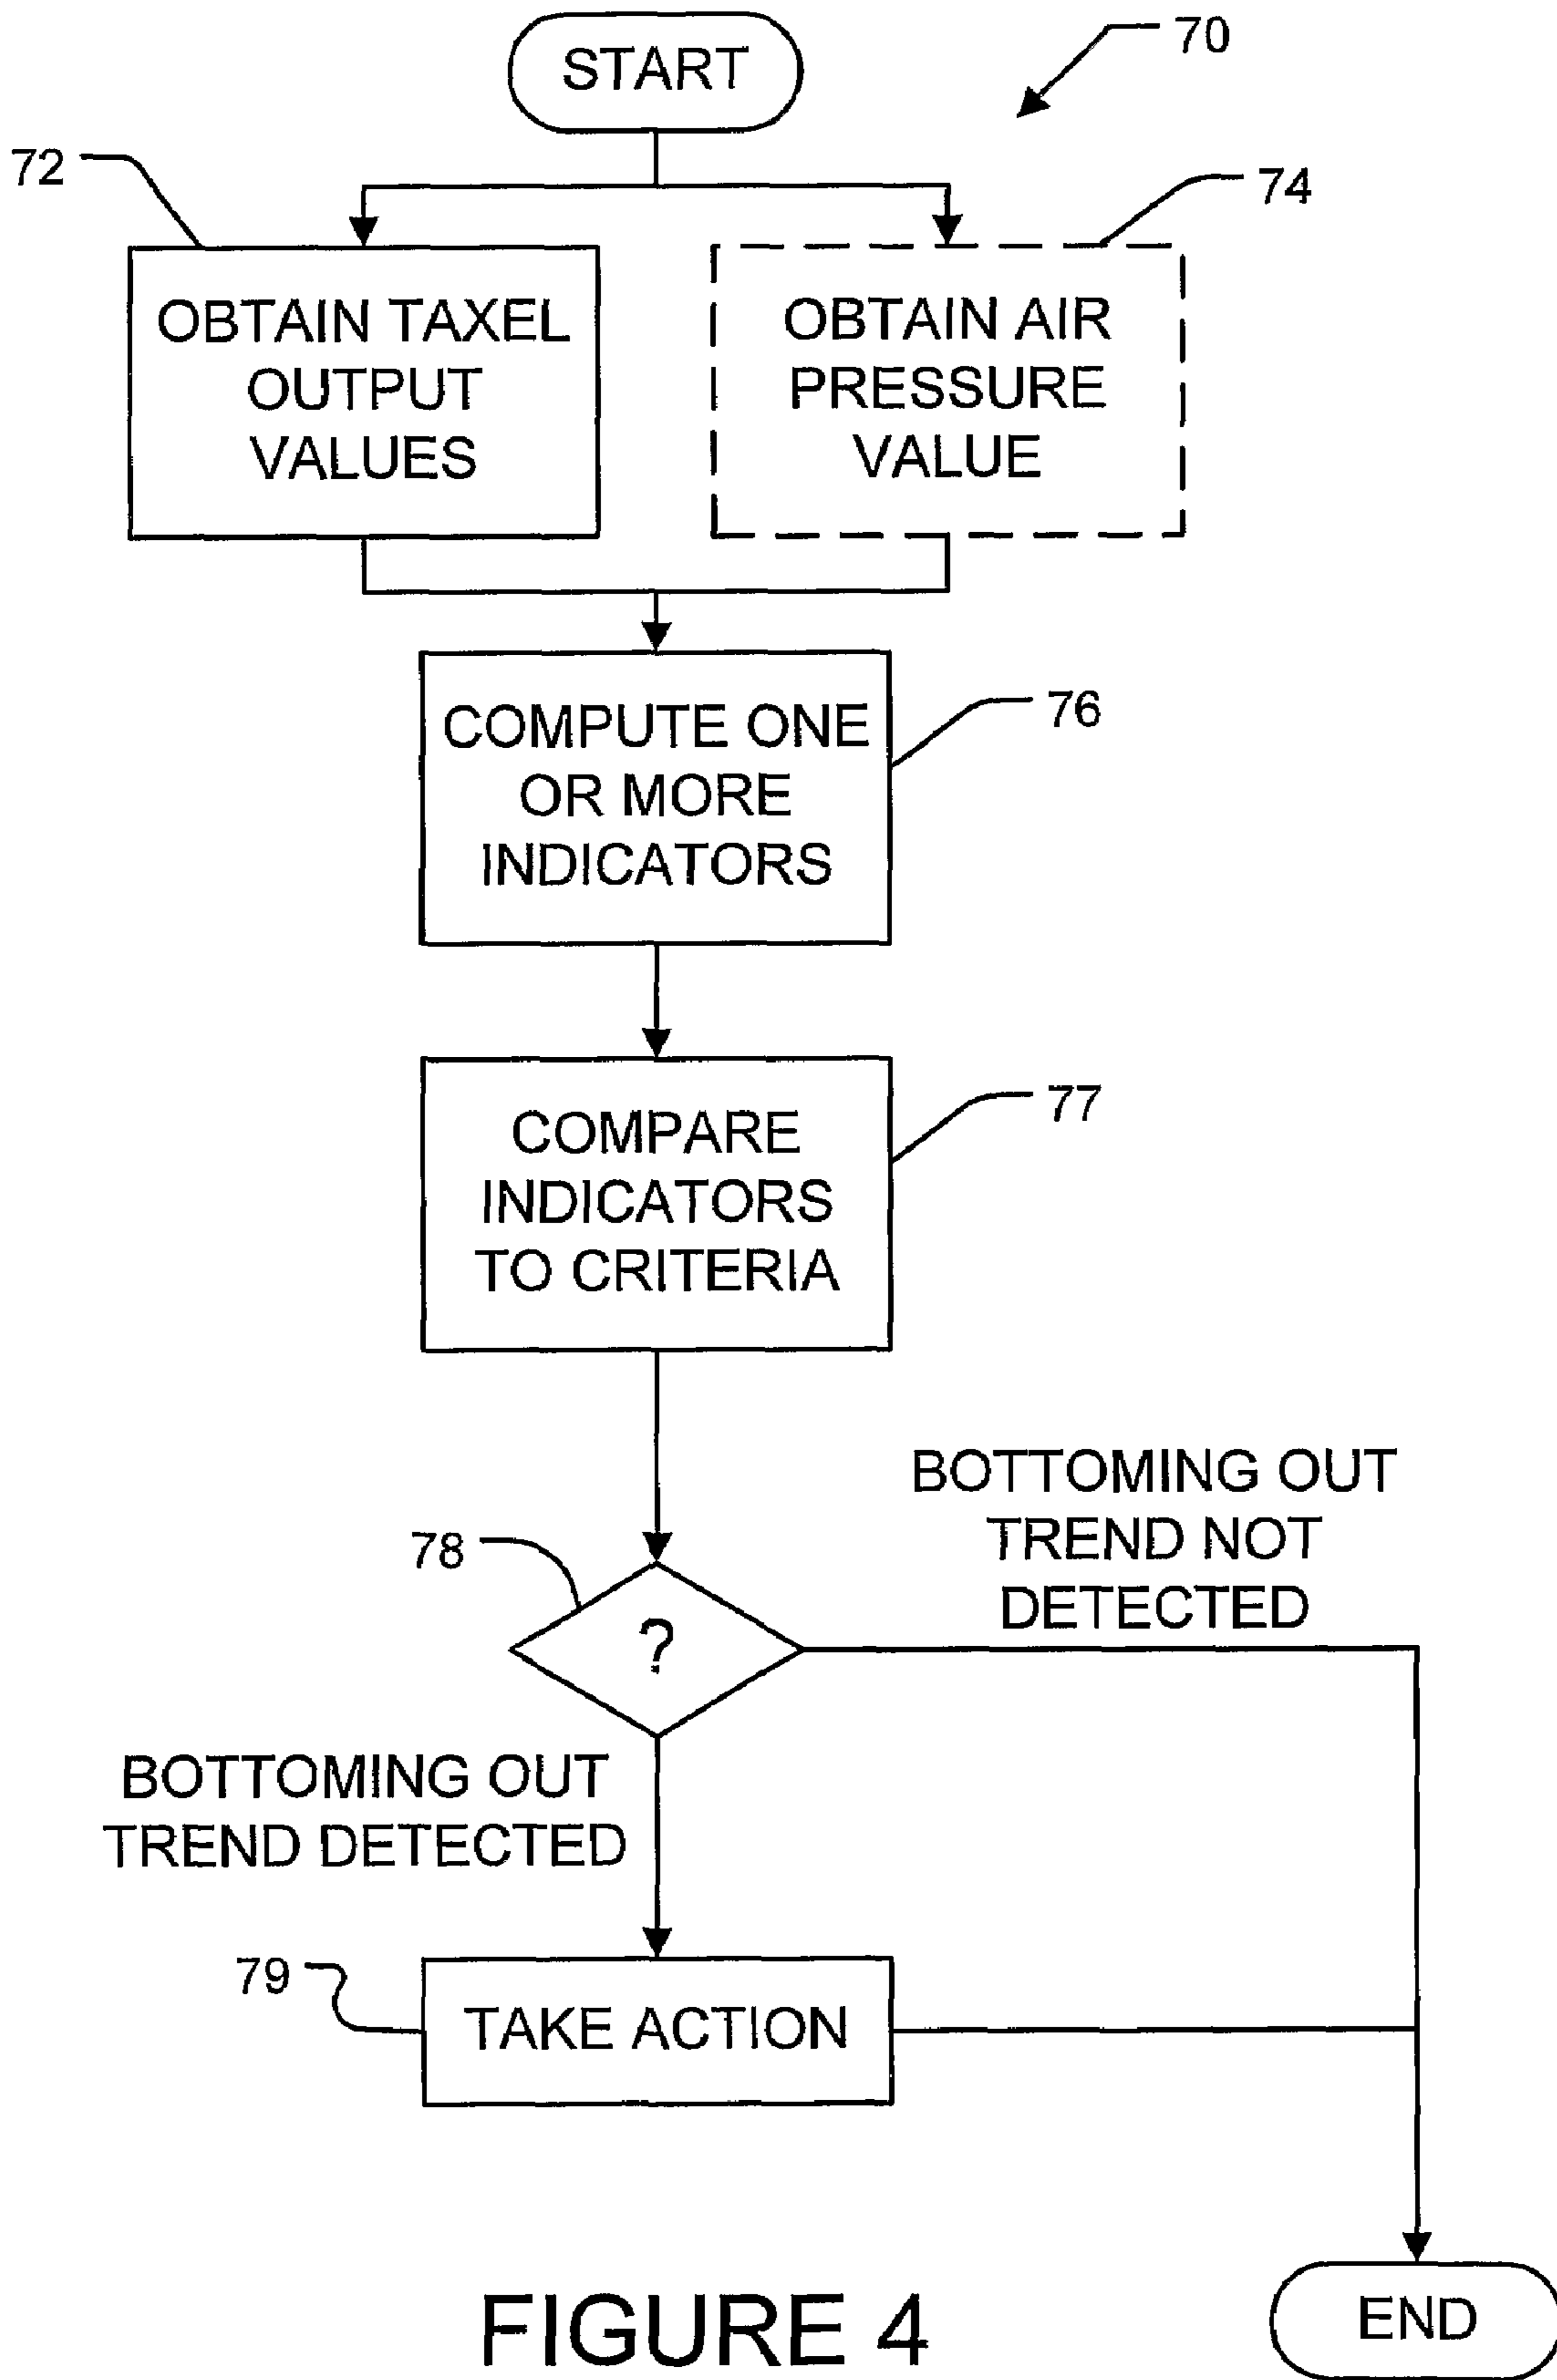 START
70
72
74
OBTAIN TAXEL
OUTPUT
VALUES
OBTAIN AIR
PRESSURE
VALUE
COMPUTE ONE
OR MORE
INDICATORS
76
COMPARE
INDICATORS
TO CRITERIA
77
BOTTOMING OUT
TREND NOT
DETECTED
78
?
BOTTOMING OUT
TREND DETECTED
79
TAKE ACTION
END
FIGURE 4